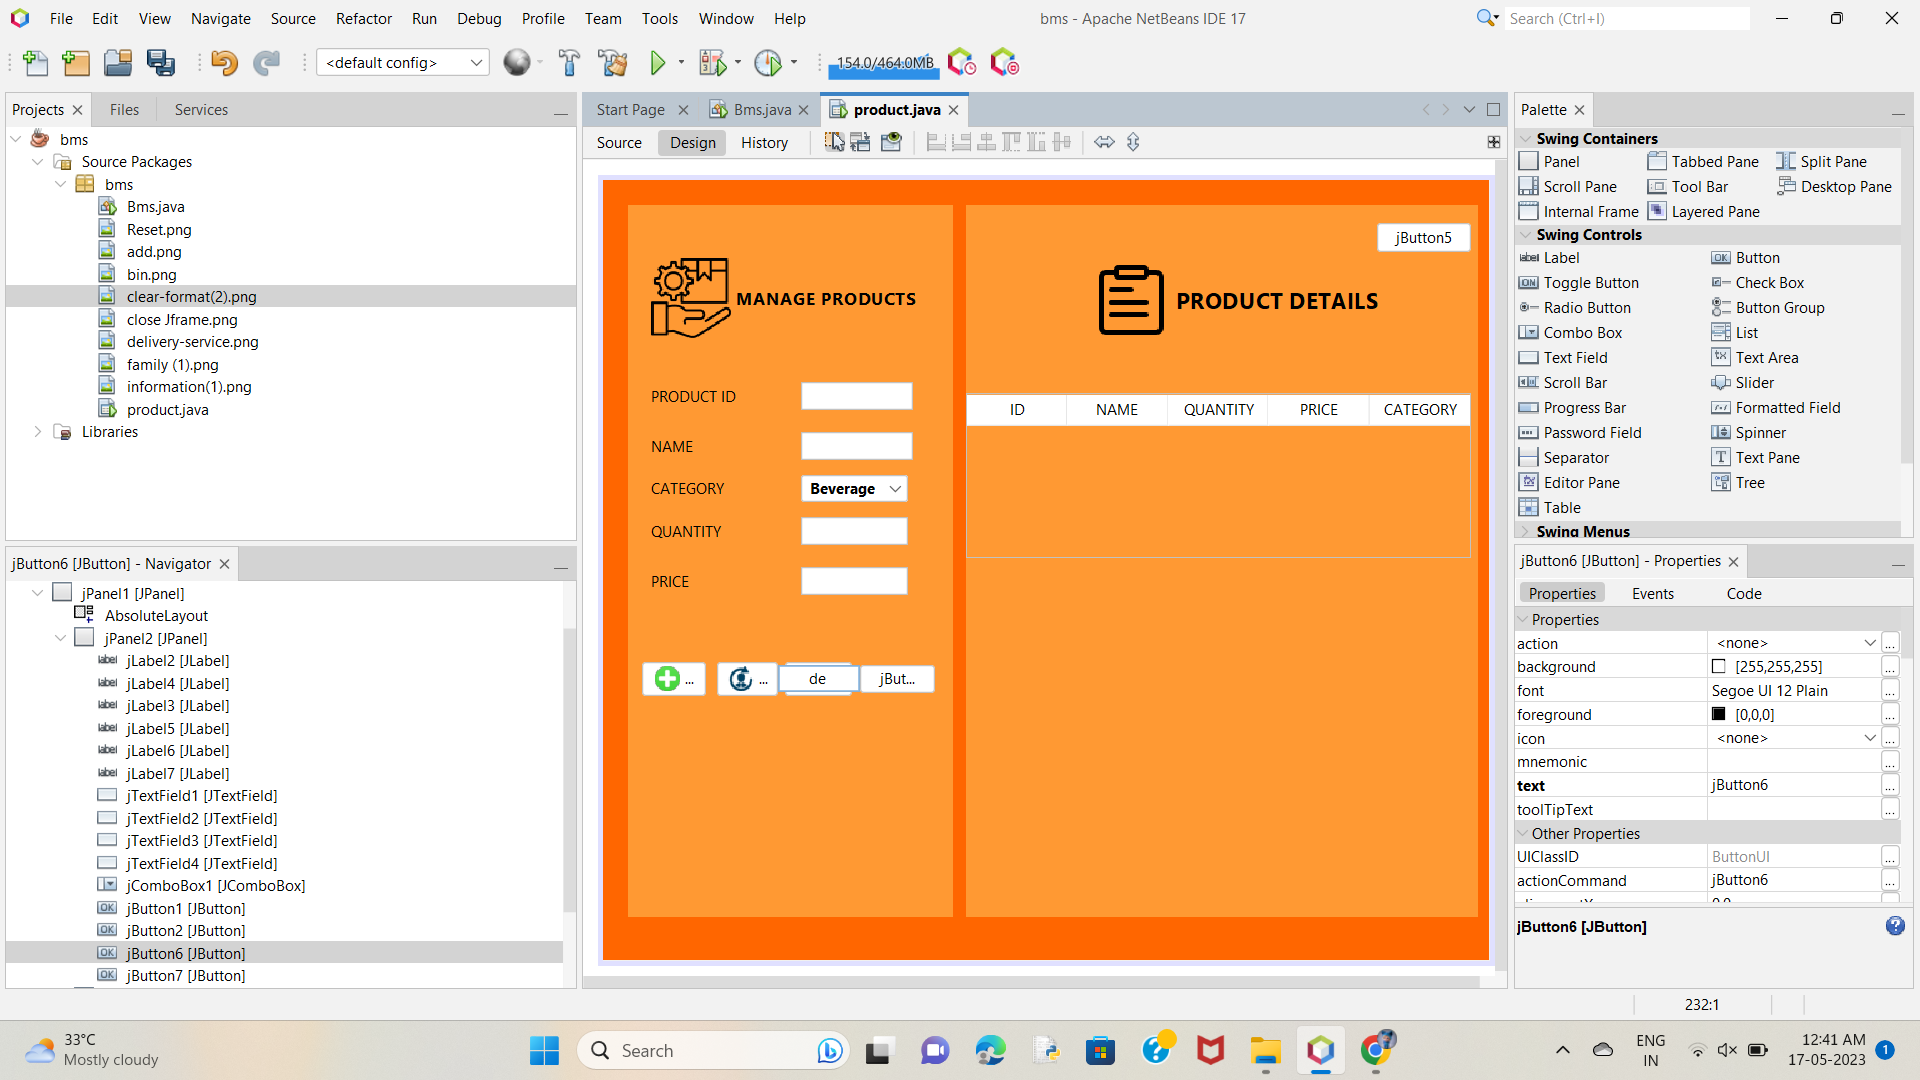 File Edit View Navigate Source Refactor Run Debug Profile Team Tools Window Help
bms - Apache NetBeans IDE 17
Search (Ctrl+I)
<default config>
154.0/464.0MB
Projects Files Services
bms
Source Packages
bms
Bms.java
Reset.png
add.png
bin.png
clear-format(2).png
close Jframe.png
delivery-service.png
family (1).png
information(1).png
product.java
Libraries
jButton6 [JButton] - Navigator
jPanel1 [JPanel]
AbsoluteLayout
jPanel2 [JPanel]
jLabel2 [JLabel]
jLabel4 [JLabel]
jLabel3 [JLabel]
jLabel5 [JLabel]
jLabel6 [JLabel]
jLabel7 [JLabel]
jTextField1 [JTextField]
jTextField2 [JTextField]
jTextField3 [JTextField]
jTextField4 [JTextField]
jComboBox1 [JComboBox]
jButton1 [JButton]
jButton2 [JButton]
jButton6 [JButton]
jButton7 [JButton]
Start Page Bms.java product.java
Source Design History
MANAGE PRODUCTS
PRODUCT ID
NAME
CATEGORY Beverage
QUANTITY
PRICE
... ... de jBut...
jButton5
PRODUCT DETAILS
ID NAME QUANTITY PRICE CATEGORY
Palette
Swing Containers
Panel Tabbed Pane Split Pane
Scroll Pane Tool Bar Desktop Pane
Internal Frame Layered Pane
Swing Controls
Label Button
Toggle Button Check Box
Radio Button Button Group
Combo Box List
Text Field Text Area
Scroll Bar Slider
Progress Bar Formatted Field
Password Field Spinner
Separator Text Pane
Editor Pane Tree
Table
Swing Menus
jButton6 [JButton] - Properties
Properties Events Code
Properties
action <none> ...
background [255,255,255] ...
font Segoe UI 12 Plain ...
foreground [0,0,0] ...
icon <none> ...
mnemonic ...
text jButton6 ...
toolTipText ...
Other Properties
UIClassID ButtonUI ...
actionCommand jButton6 ...
jButton6 [JButton]
232:1
33°C
Mostly cloudy
Search
ENG
IN
12:41 AM
17-05-2023
1